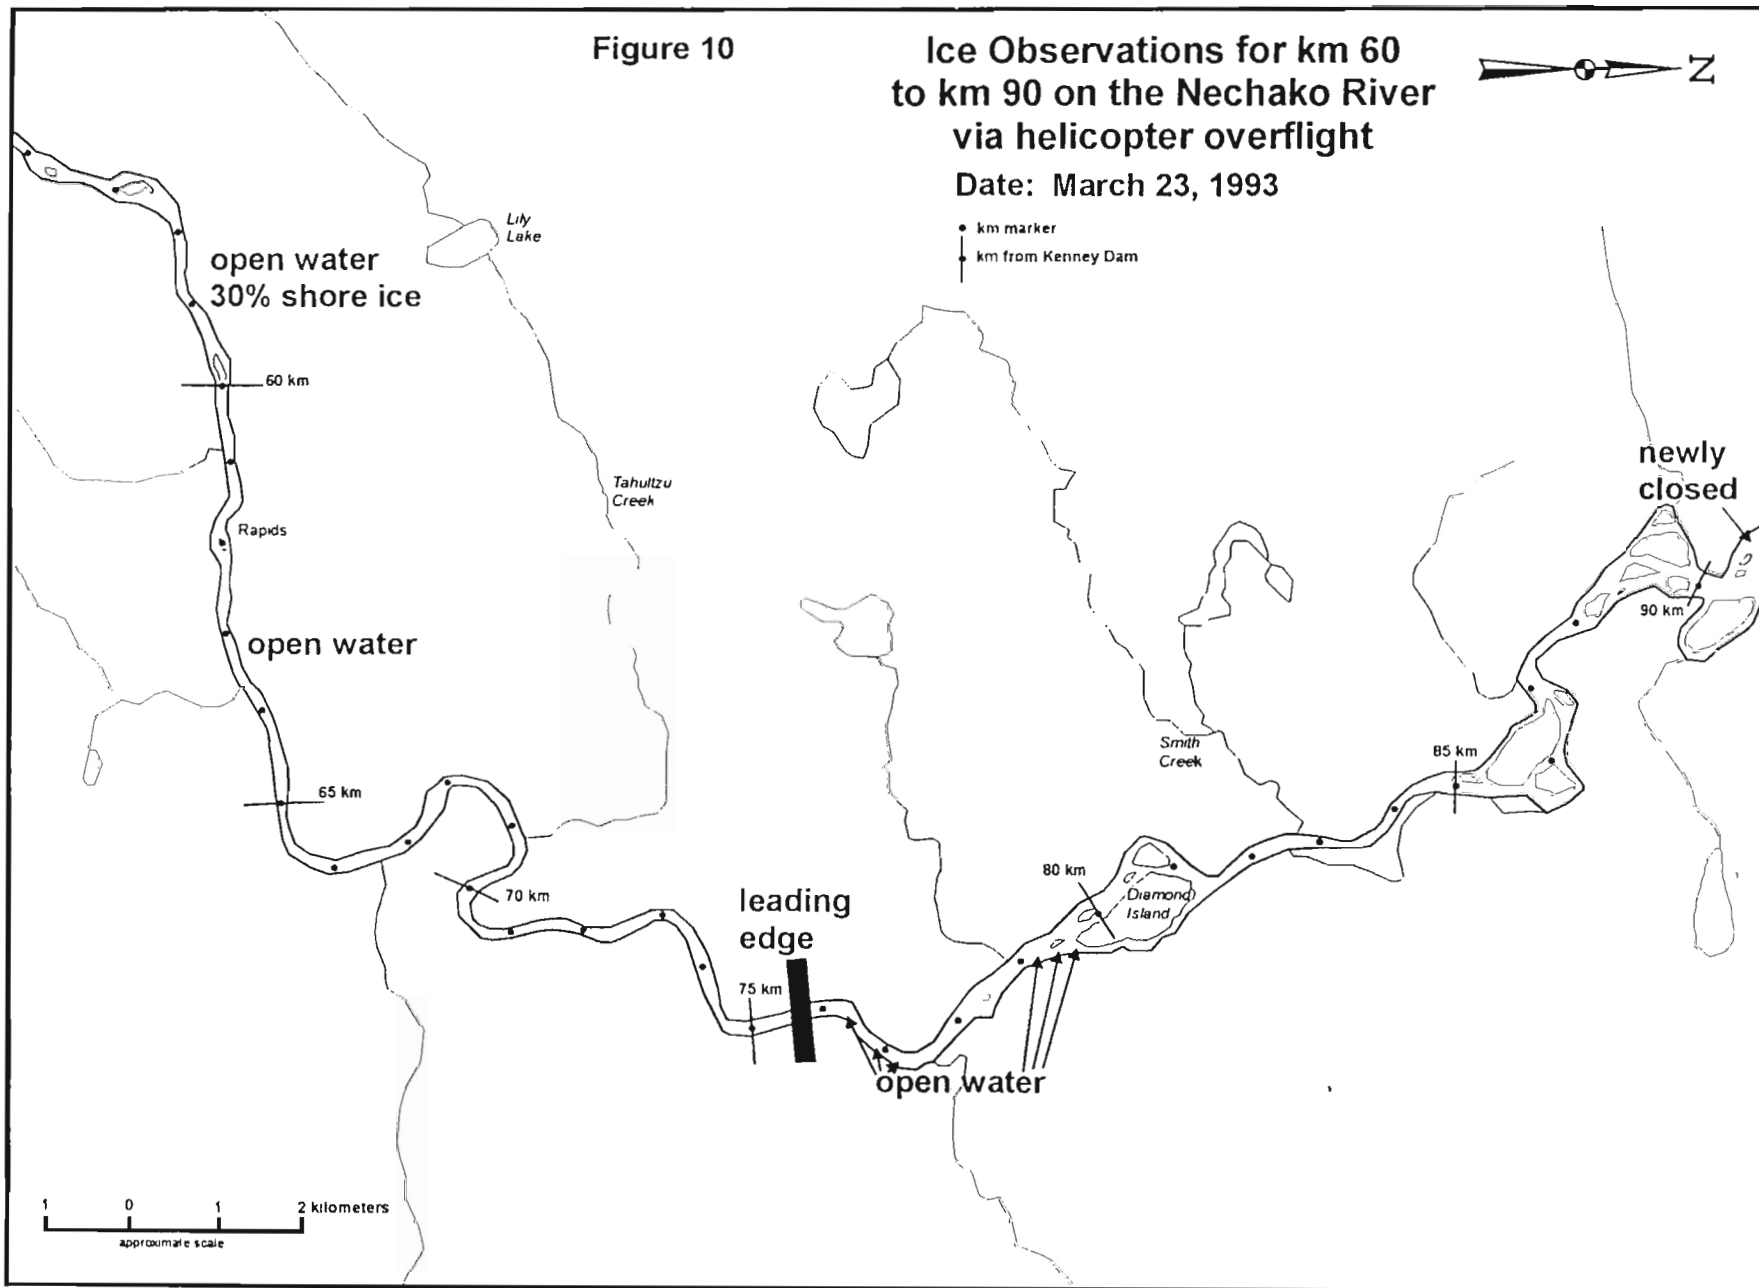 Figure 10
Ice Observations for km 60
to km 90 on the Nechako River
via helicopter overflight
Date: March 23, 1993
N
km marker
km from Kenney Dam
Lily
Lake
open water
30% shore ice
60 km
Tahultzu
Creek
Rapids
newly
closed
90 km
open water
Smith
Creek
85 km
65 km
80 km
Diamond
Island
70 km
leading
edge
75 km
open water
1 0 1 2 kilometers
approximate scale